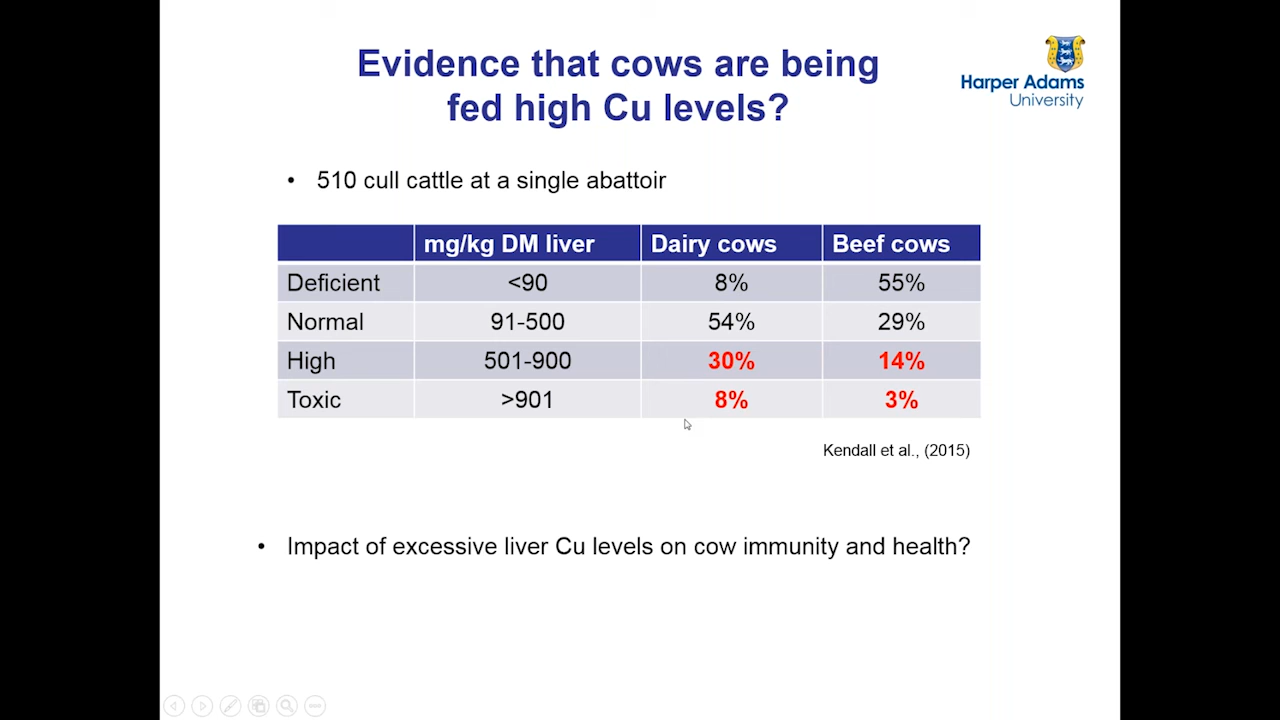 Evidence that cows are being
fed high Cu levels?
Harper Adams
University
• 510 cull cattle at a single abattoir
mg/kg DM liver Dairy cows Beef cows
Deficient <90 8% 55%
Normal 91-500 54% 29%
High 501-900 30% 14%
Toxic >901 8% 3%
Kendall et al., (2015)
• Impact of excessive liver Cu levels on cow immunity and health?